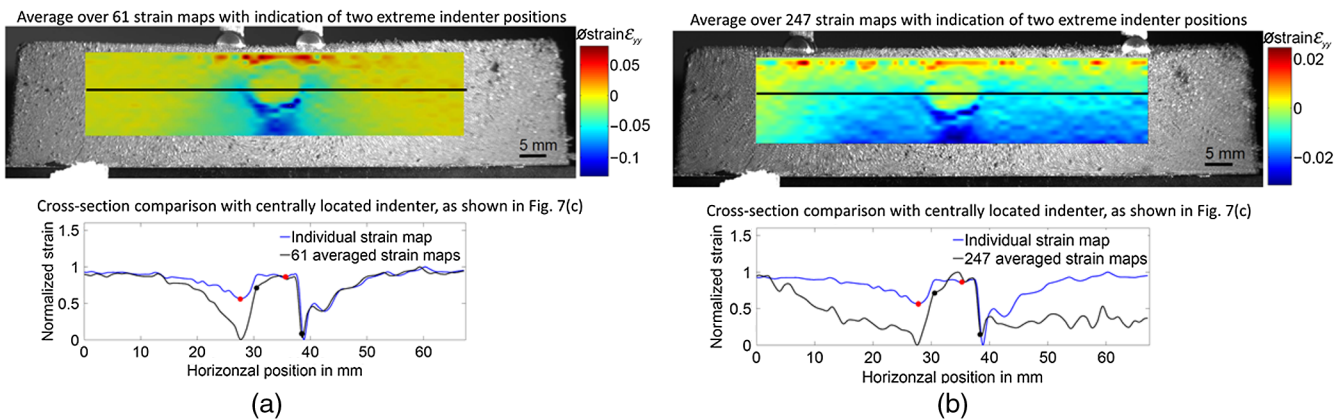 Average over 61 strain maps with indication of two extreme indenter positions
ØstrainƐyy
0.05
0
−0.05
−0.1
5 mm
Cross-section comparison with centrally located indenter, as shown in Fig. 7(c)
Normalized strain
1.5
1
0.5
0
Individual strain map
61 averaged strain maps
0 10 20 30 40 50 60
Horizonzal position in mm
(a)
Average over 247 strain maps with indication of two extreme indenter positions
ØstrainƐyy
0.02
0
−0.02
5 mm
Cross-section comparison with centrally located indenter, as shown in Fig. 7(c)
Normalized strain
1.5
1
0.5
0
Individual strain map
247 averaged strain maps
0 10 20 30 40 50 60
Horizonzal position in mm
(b)